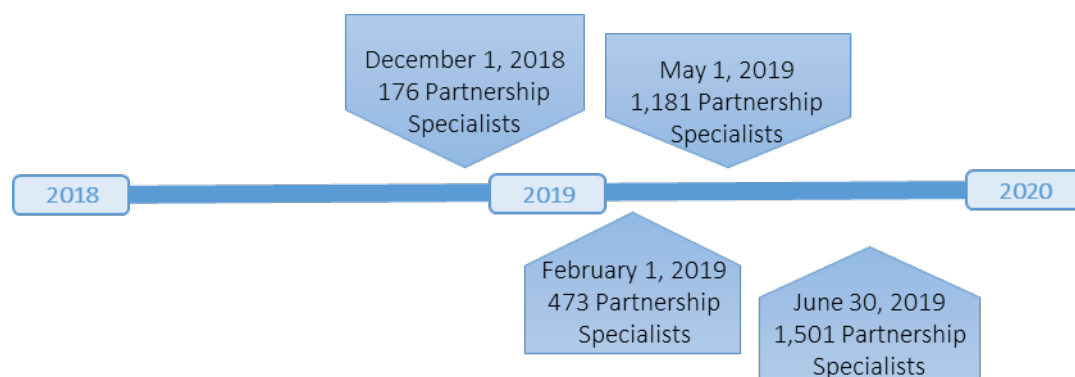 December 1, 2018
176 Partnership
Specialists
May 1, 2019
1,181 Partnership
Specialists
2018
2019
2020
February 1, 2019
473 Partnership
Specialists
June 30, 2019
1,501 Partnership
Specialists